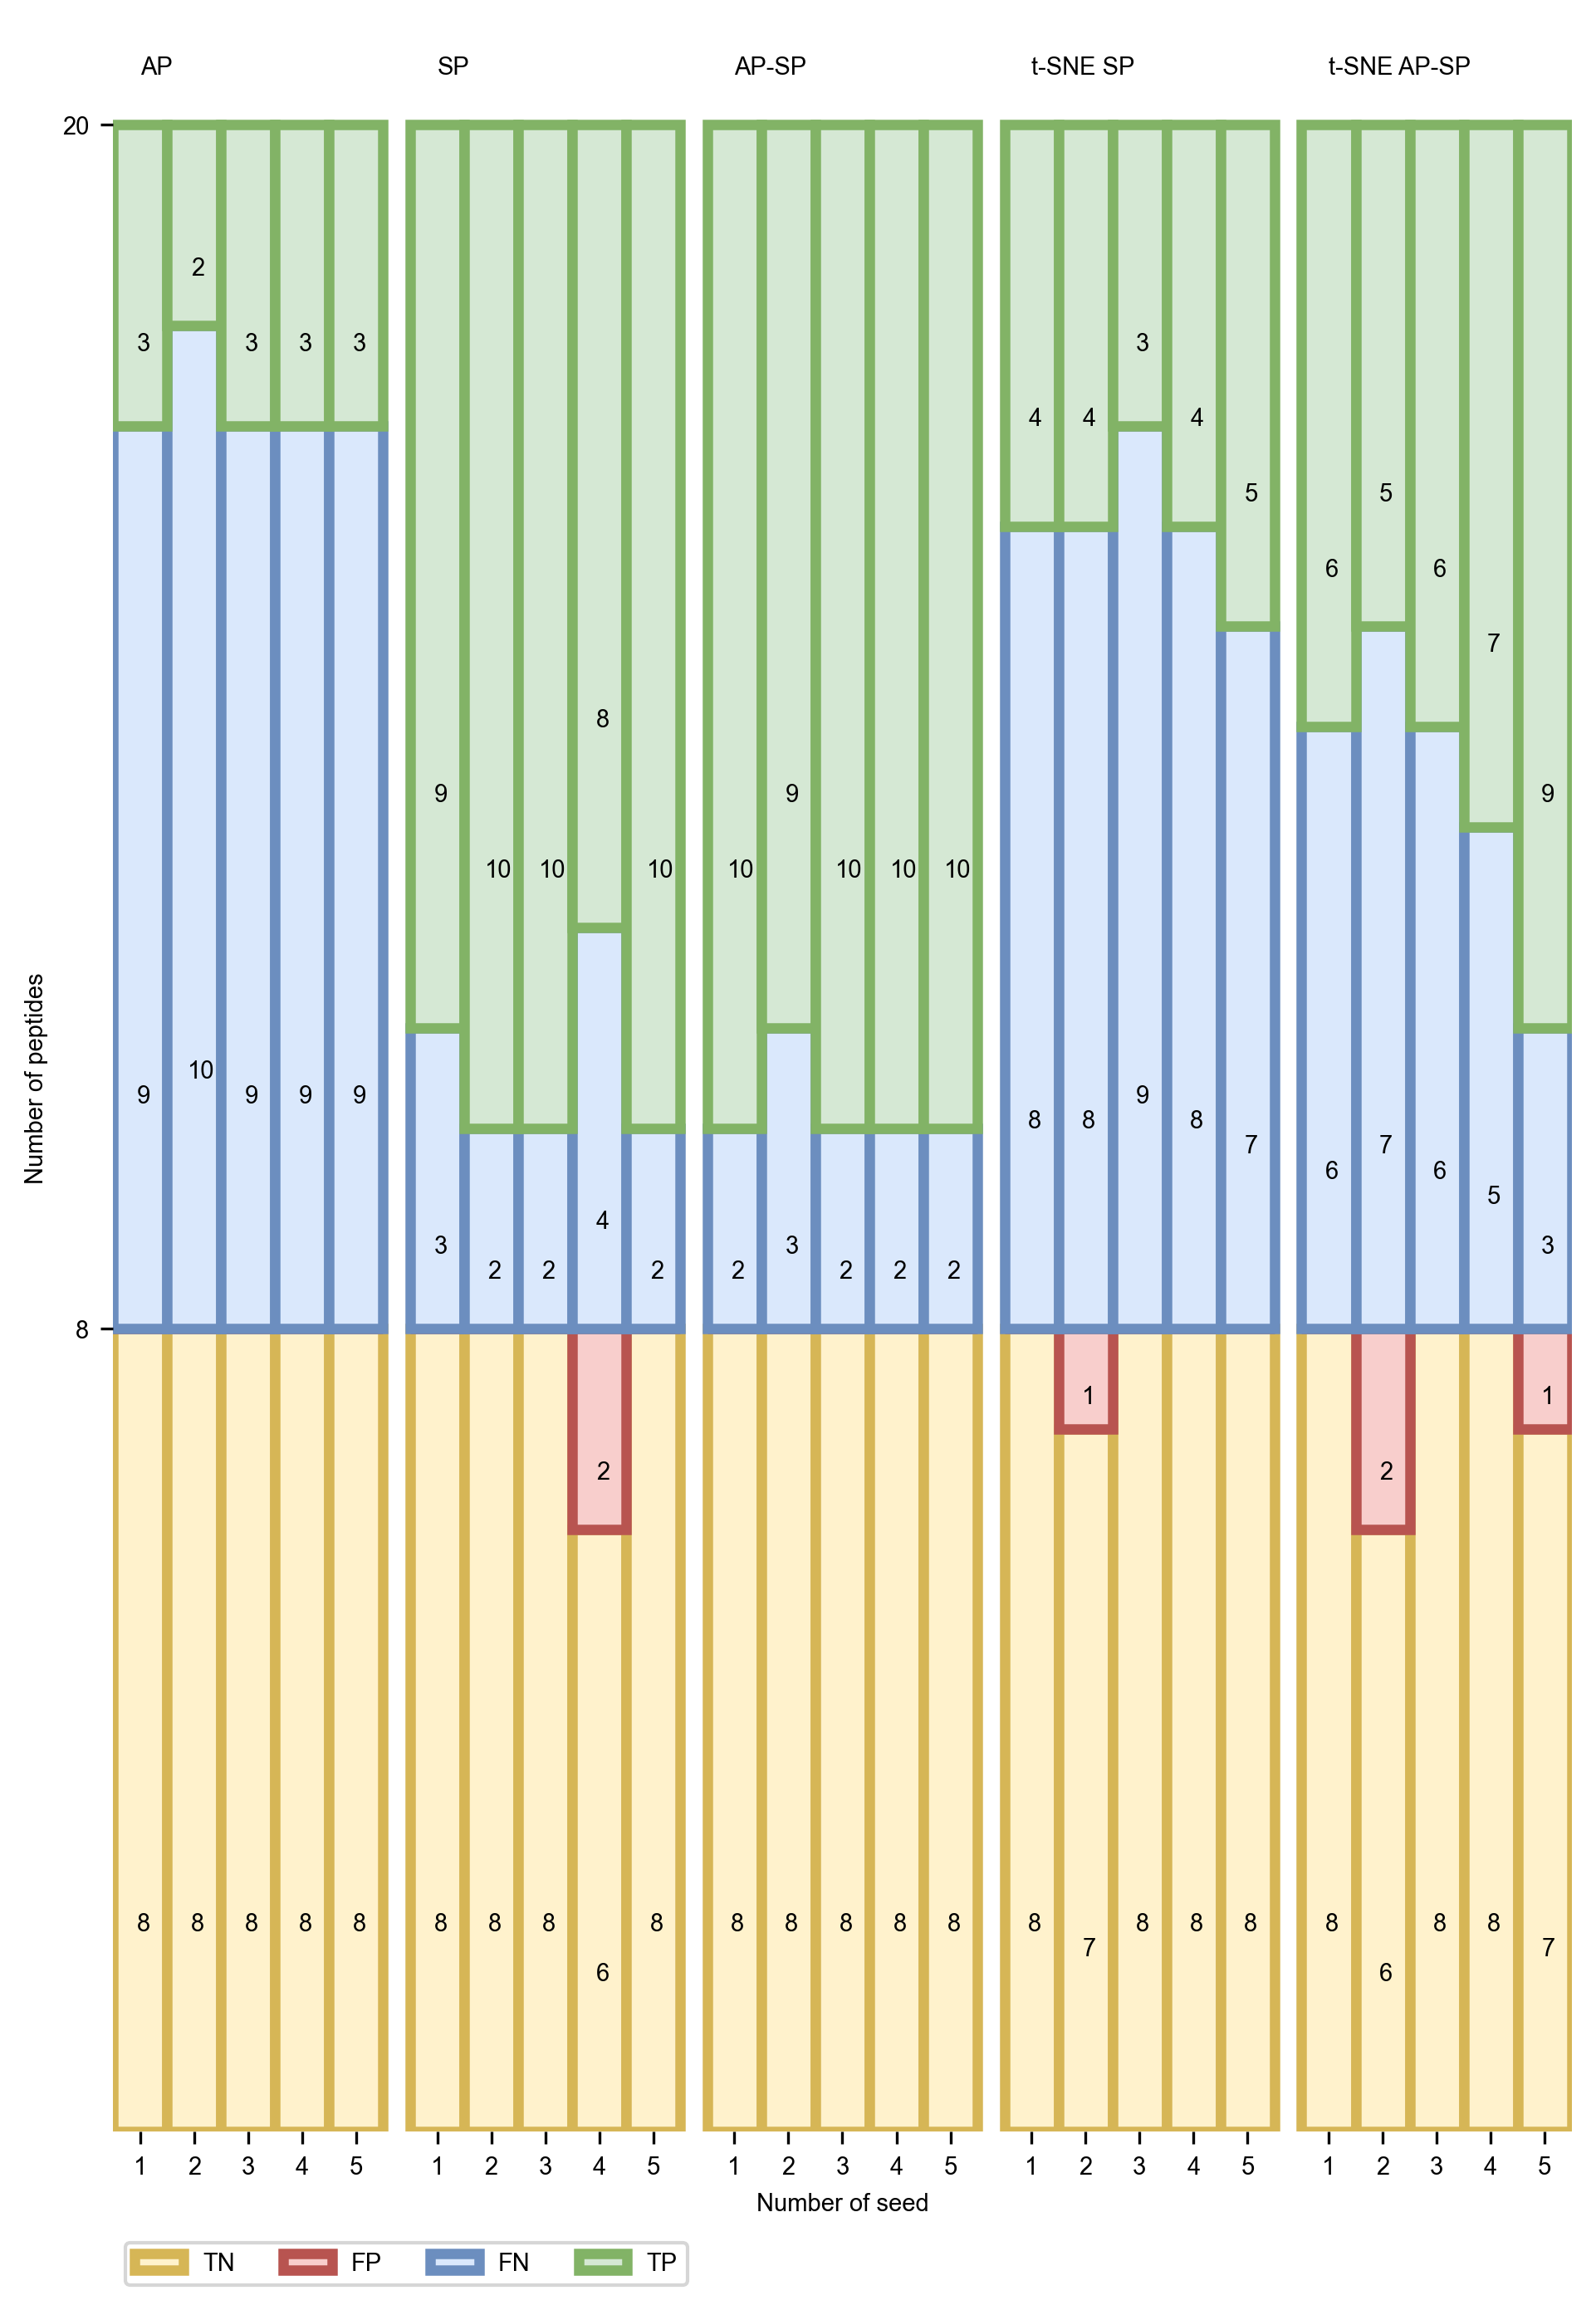 AP SP AP-SP t-SNE SP t-SNE AP-SP
20
2
3 3 3 3 3
4 4 4
5 5
6 6
7
8
9 9 9
10 10 10 10 10 10 10
Number of peptides
10
9 9 9 9 9
8 8 8
7 7
6 6
5
4
3 3 3
2 2 2 2 2 2 2
8
1 1
2 2
8 8 8 8 8 8 8 8 8 8 8 8 8 8 8 8 8 8 8 8 8
7 7
6 6
1 2 3 4 5 1 2 3 4 5 1 2 3 4 5 1 2 3 4 5 1 2 3 4 5
Number of seed
TN FP FN TP